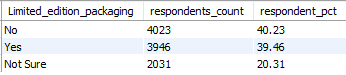 Limited_edition_packaging respondents_count respondent_pct
No 4023 40.23
Yes 3946 39.46
Not Sure 2031 20.31